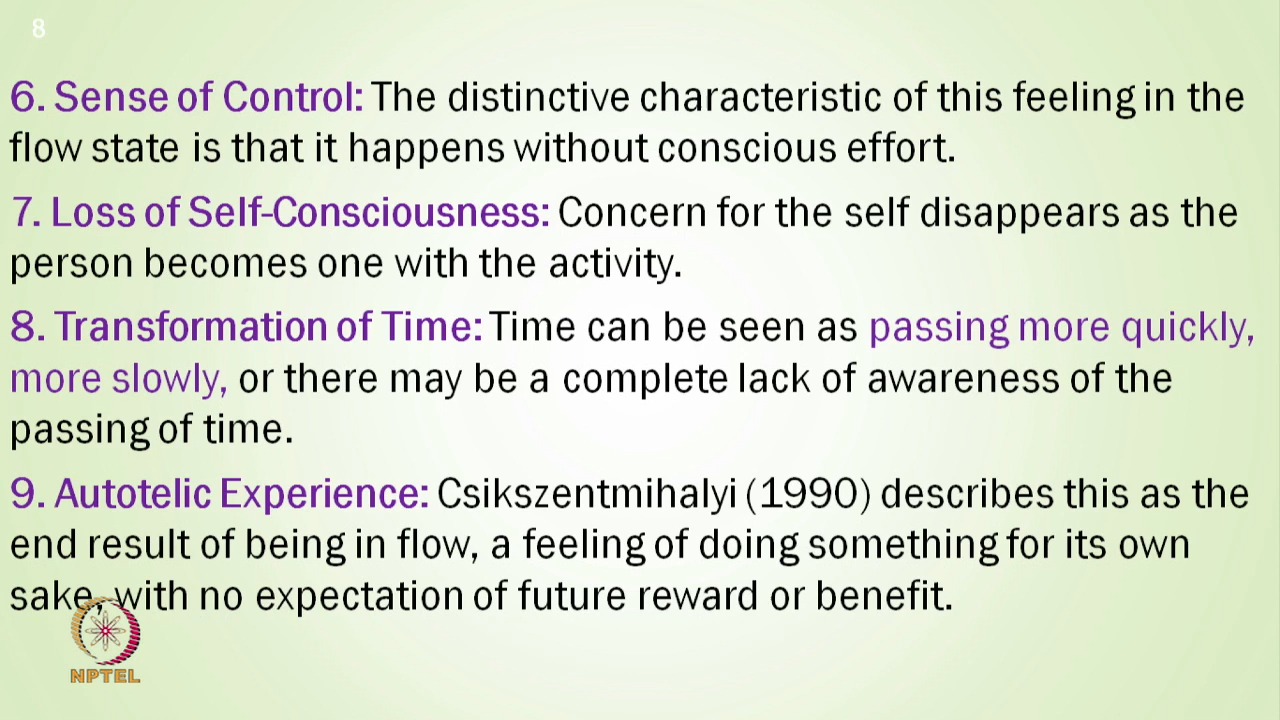 8
6. Sense of Control: The distinctive characteristic of this feeling in the
flow state is that it happens without conscious effort.
7. Loss of Self-Consciousness: Concern for the self disappears as the
person becomes one with the activity.
8. Transformation of Time: Time can be seen as passing more quickly,
more slowly, or there may be a complete lack of awareness of the
passing of time.
9. Autotelic Experience: Csikszentmihalyi (1990) describes this as the
end result of being in flow, a feeling of doing something for its own
sake, with no expectation of future reward or benefit.
NPTEL